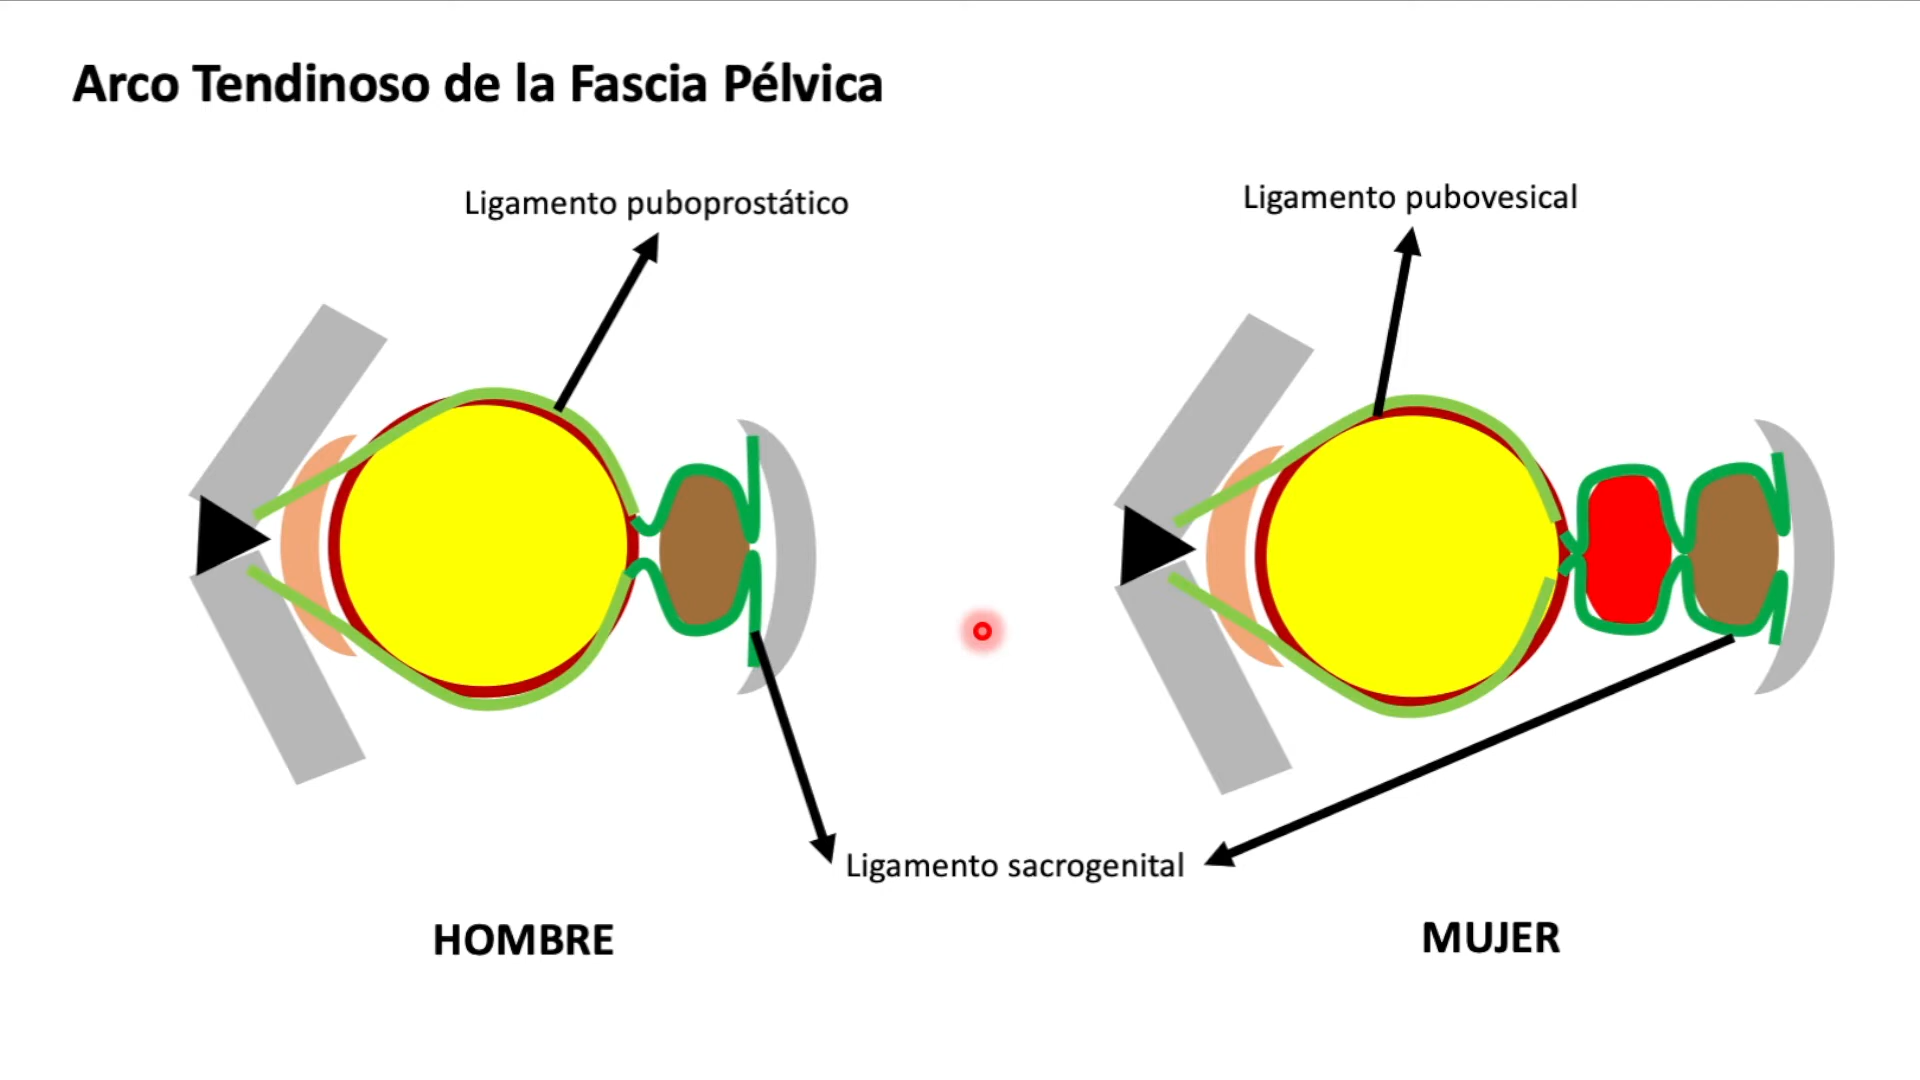 Arco Tendinoso de la Fascia Pélvica
Ligamento puboprostático
Ligamento pubovesical
Ligamento sacrogenital
HOMBRE
MUJER